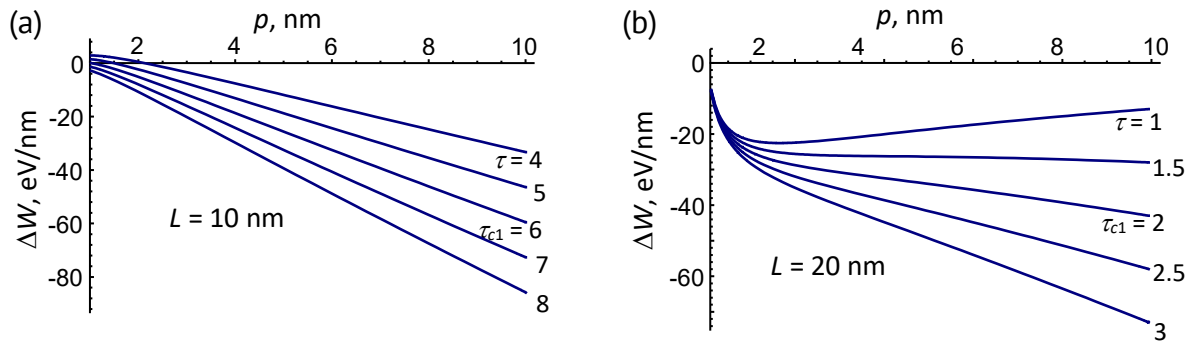 (a)
p, nm
2 4 6 8 10
0
-20
-40
-60
-80
ΔW, eV/nm
τ = 4
5
τc1 = 6
7
8
L = 10 nm
(b)
p, nm
2 4 6 8 10
0
-20
-40
-60
ΔW, eV/nm
τ = 1
1.5
τc1 = 2
2.5
3
L = 20 nm